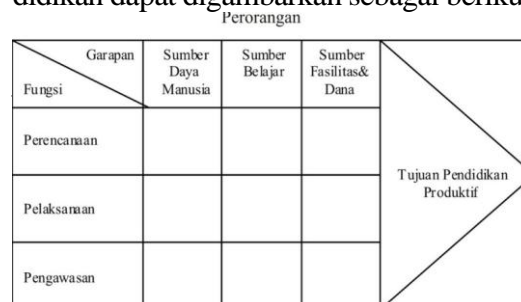 didikan dapat digambarkan sebagai beriku
Perorangan
Garapan
Fungsi
Sumber
Daya
Manusia
Sumber
Belajar
Sumber
Fasilitas&
Dana
Perencanaan
Pelaksanaan
Pengawasan
Tujuan Pendidikan
Produktif